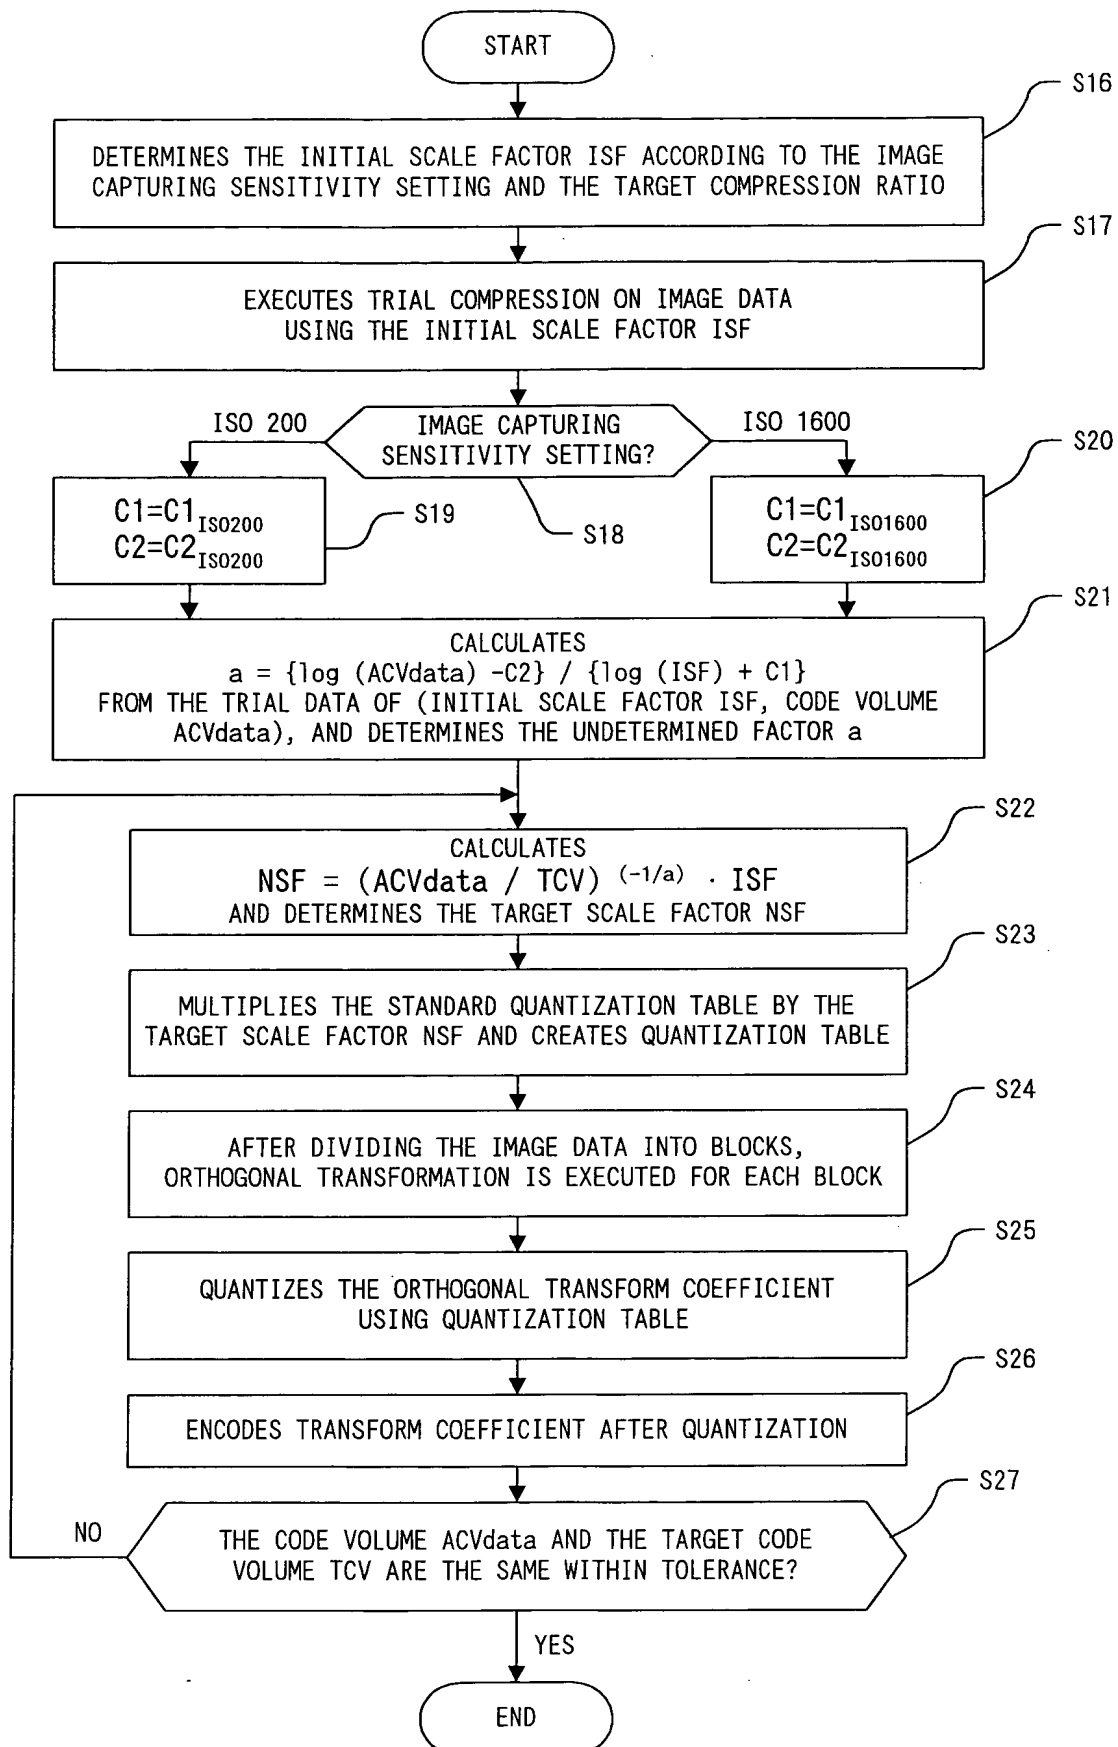 START
S16
DETERMINES THE INITIAL SCALE FACTOR ISF ACCORDING TO THE IMAGE
CAPTURING SENSITIVITY SETTING AND THE TARGET COMPRESSION RATIO
S17
EXECUTES TRIAL COMPRESSION ON IMAGE DATA
USING THE INITIAL SCALE FACTOR ISF
ISO 200
IMAGE CAPTURING
SENSITIVITY SETTING?
ISO 1600
S18
C1=C1ISO200
C2=C2ISO200
S19
C1=C1ISO1600
C2=C2ISO1600
S20
S21
CALCULATES
a = {log (ACVdata) -C2} / {log (ISF) + C1}
FROM THE TRIAL DATA OF (INITIAL SCALE FACTOR ISF, CODE VOLUME
ACVdata), AND DETERMINES THE UNDETERMINED FACTOR a
S22
CALCULATES
NSF = (ACVdata / TCV) (-1/a) · ISF
AND DETERMINES THE TARGET SCALE FACTOR NSF
S23
MULTIPLIES THE STANDARD QUANTIZATION TABLE BY THE
TARGET SCALE FACTOR NSF AND CREATES QUANTIZATION TABLE
S24
AFTER DIVIDING THE IMAGE DATA INTO BLOCKS,
ORTHOGONAL TRANSFORMATION IS EXECUTED FOR EACH BLOCK
S25
QUANTIZES THE ORTHOGONAL TRANSFORM COEFFICIENT
USING QUANTIZATION TABLE
S26
ENCODES TRANSFORM COEFFICIENT AFTER QUANTIZATION
S27
NO
THE CODE VOLUME ACVdata AND THE TARGET CODE
VOLUME TCV ARE THE SAME WITHIN TOLERANCE?
YES
END